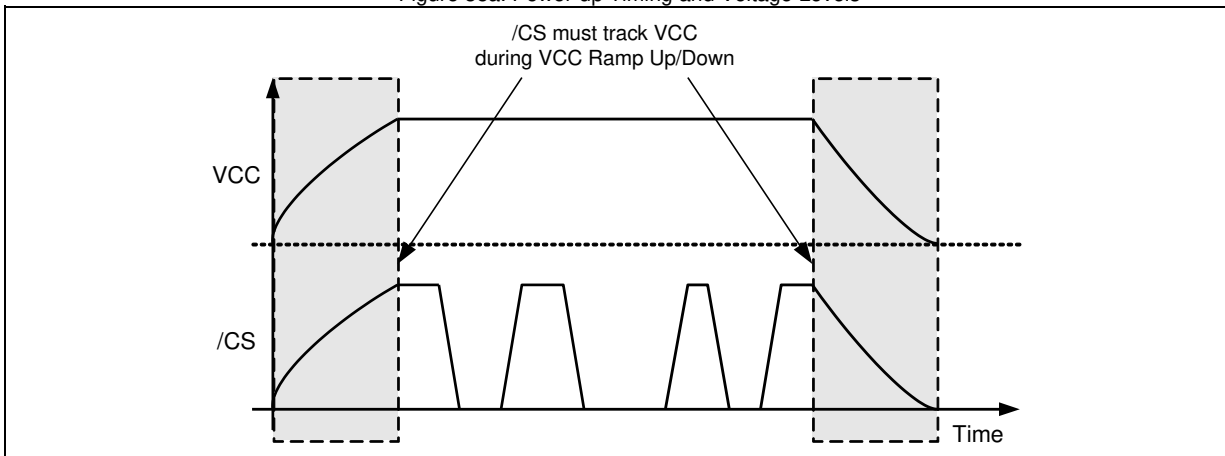 /CS must track VCC
during VCC Ramp Up/Down
VCC
/CS
Time